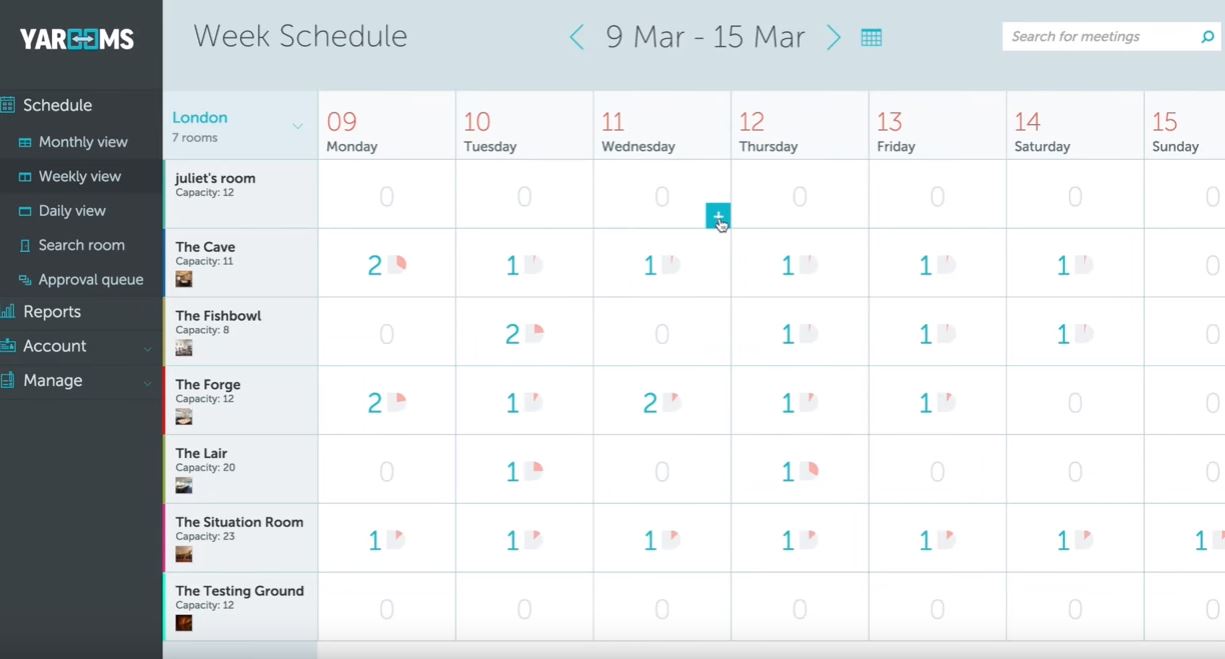 YAROOMS
Week Schedule
9 Mar - 15 Mar
Search for meetings
Schedule
Monthly view
Weekly view
Daily view
Search room
Approval queue
Reports
Account
Manage
London
7 rooms
09
Monday
10
Tuesday
11
Wednesday
12
Thursday
13
Friday
14
Saturday
15
Sunday
juliet's room
Capacity: 12
0 0 0 0 0 0 0
+
The Cave
Capacity: 11
2 1 1 1 1 1 0
The Fishbowl
Capacity: 8
0 2 0 1 1 1 0
The Forge
Capacity: 12
2 1 2 1 1 0 0
The Lair
Capacity: 20
0 1 0 1 0 0 0
The Situation Room
Capacity: 23
1 1 1 1 1 1 1
The Testing Ground
Capacity: 12
0 0 0 0 0 0 0